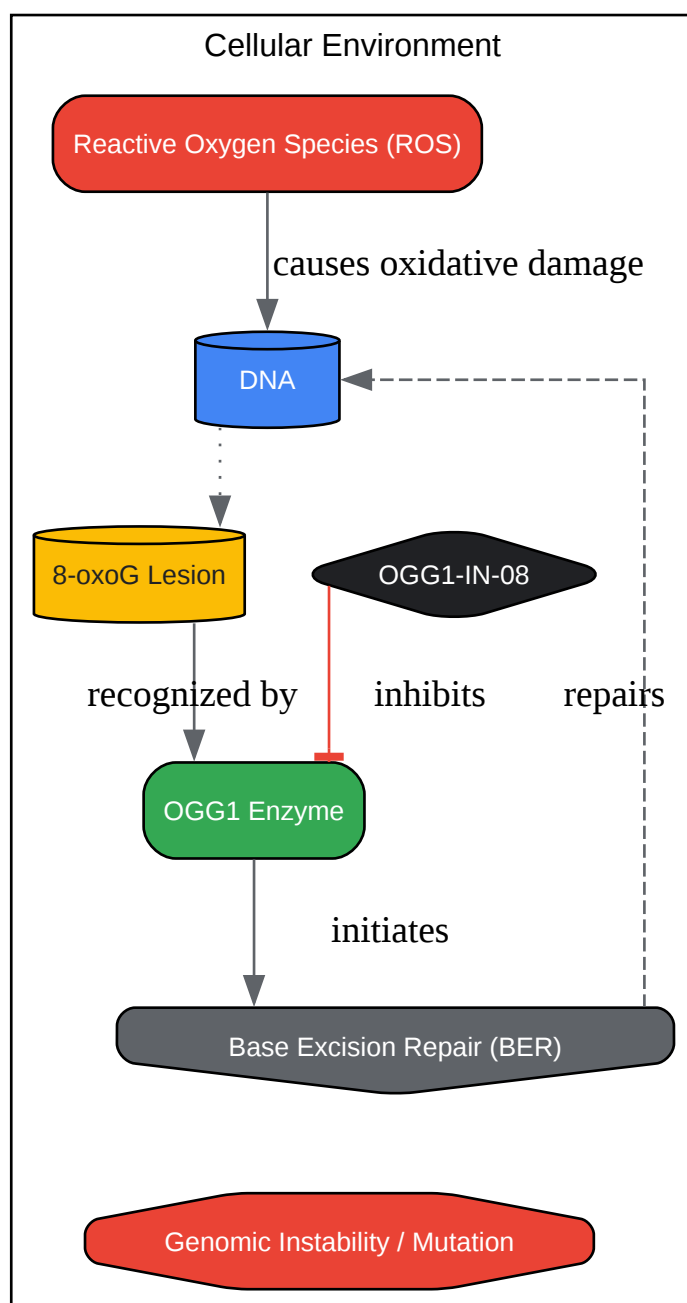 Cellular Environment
Reactive Oxygen Species (ROS)
causes oxidative damage
DNA
8-oxoG Lesion
OGG1-IN-08
recognized by
inhibits
repairs
OGG1 Enzyme
initiates
Base Excision Repair (BER)
Genomic Instability / Mutation